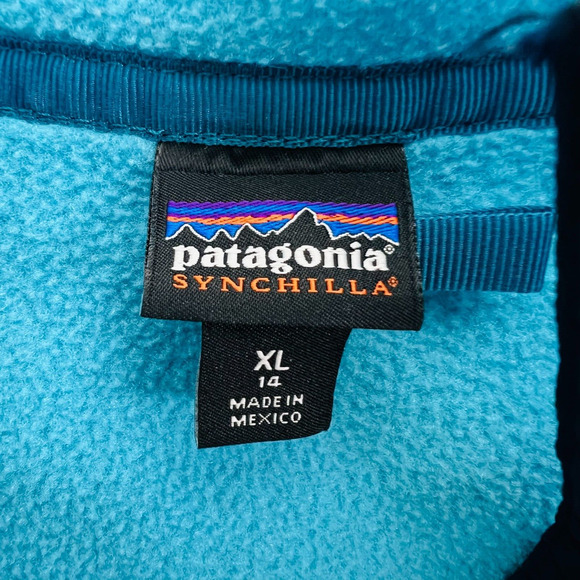 patagonia®
SYNCHILLA®
XL
14
MADE IN
MEXICO